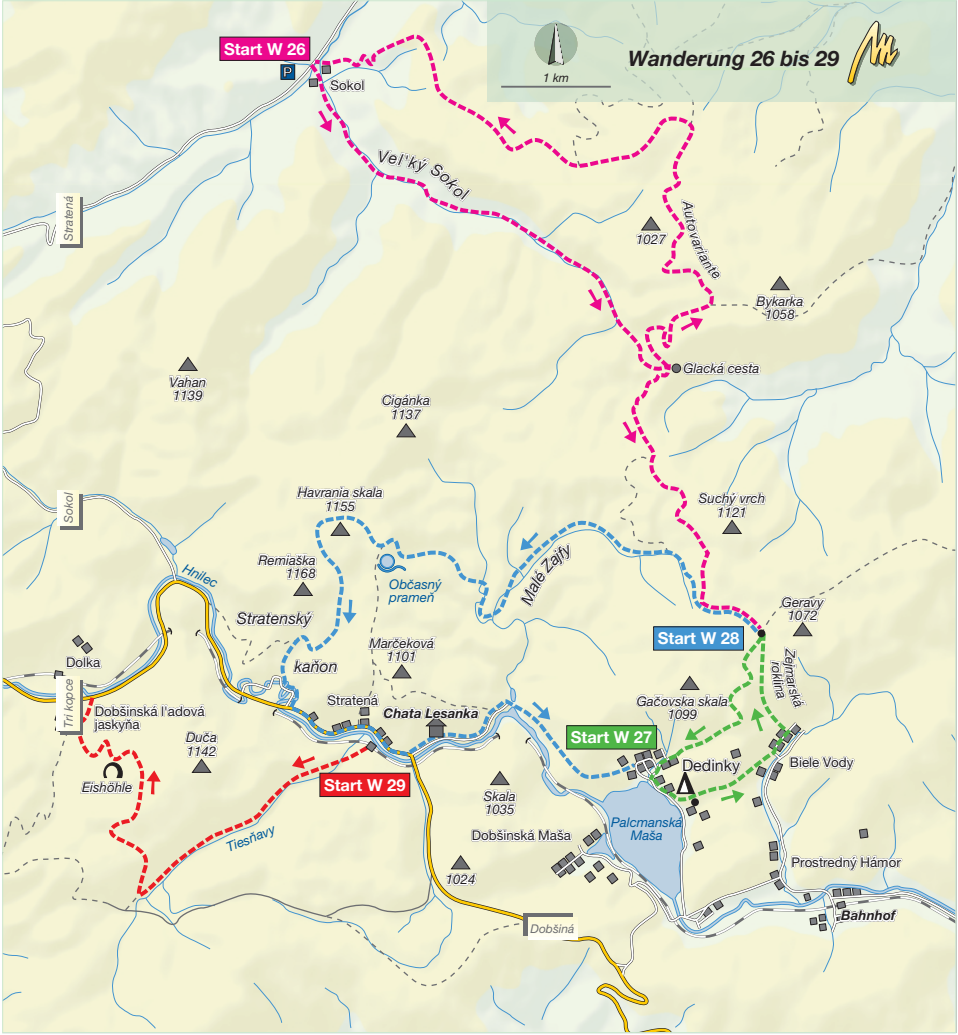 Start W 26
P
Sokol
1 km
Wanderung 26 bis 29
Vel'ký Sokol
Stratená
1027
Autovariante
Bykarka
1058
Glacká cesta
Vahan
1139
Cigánka
1137
Sokol
Havrania skala
1155
Suchý vrch
1121
Hnilec
Remiaška
1168
Občasný
prameň
Malé Zajfy
Stratenský
kaňon
Geravy
1072
Start W 28
Marčeková
1101
Zejmarská
roklina
Dolka
Tri kopce
Dobšinská l'adová
jaskyňa
Stratená
Chata Lesanka
Gačovska skala
1099
Duča
1142
Start W 27
Dedinky
Biele Vody
Eishöhle
Start W 29
Skala
1035
Palcmanská
Maša
Tiesňavy
Dobšinská Maša
1024
Prostredný Hámor
Bahnhof
Dobšiná